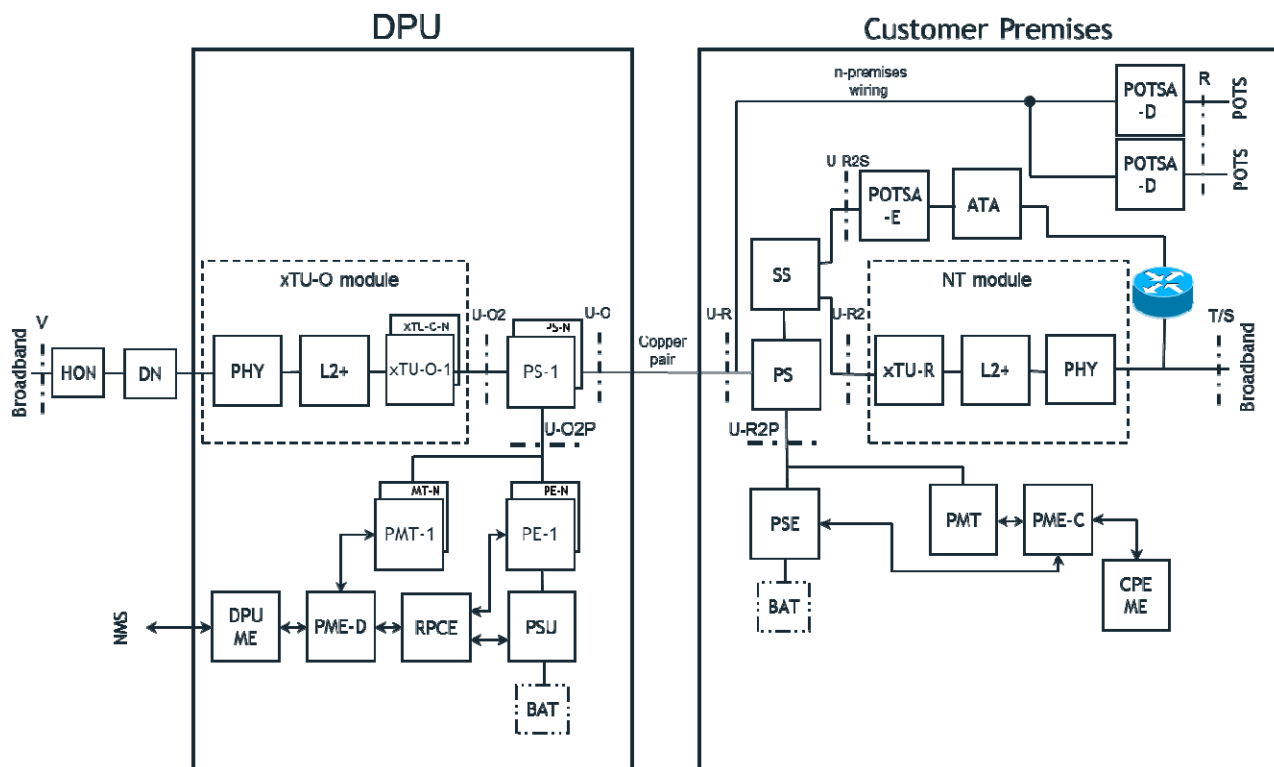 DPU
Customer Premises
n-premises
wiring
POTSA
-D
R
POTS
POTSA
-D
POTS
U R2S
POTSA
-E
ATA
SS
xTU-O module
NT module
V
U-O2
U-O
U-R
U-R2
T/S
xTL-C-N
PS-N
Copper
pair
Broadband
HON
DN
PHY
L2+
xTU-O-1
PS-1
PS
xTU-R
L2+
PHY
Broadband
U-O2P
U-R2P
MT-N
PE-N
PMT-1
PE-1
PSE
PMT
PME-C
BAT
CPE
ME
NMS
DPU
ME
PME-D
RPCE
PSU
BAT